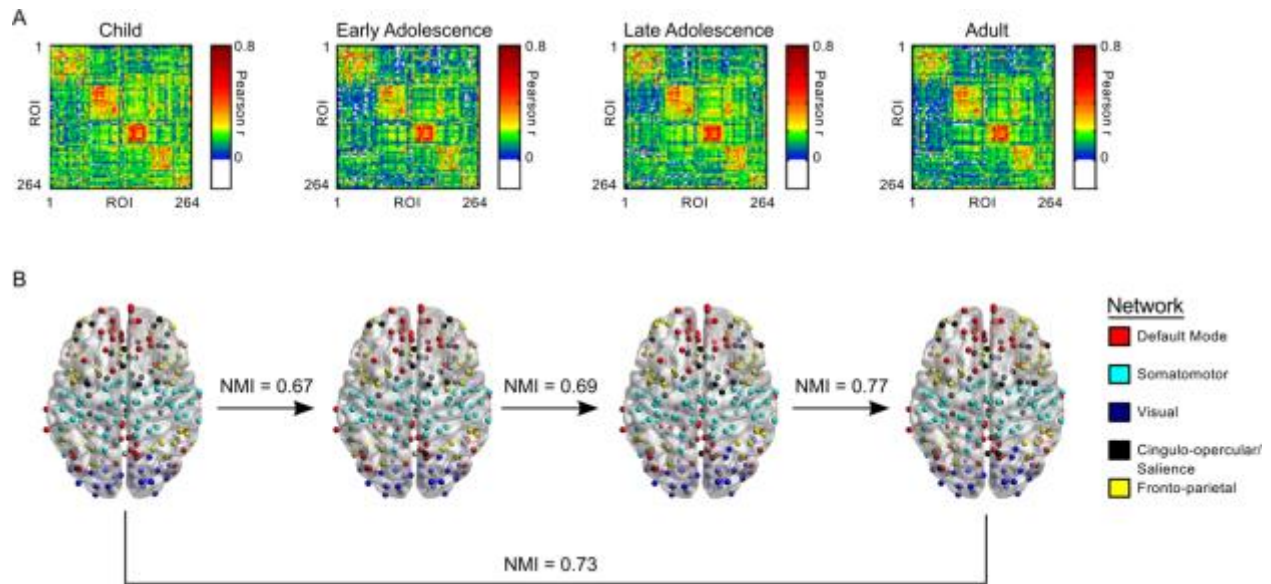 A
Child
Early Adolescence
Late Adolescence
Adult
1
ROI
264
1
ROI
264
0.8
Pearson r
0
1
ROI
264
1
ROI
264
0.8
Pearson r
0
1
ROI
264
1
ROI
264
0.8
Pearson r
0
1
ROI
264
1
ROI
264
0.8
Pearson r
0
B
NMI = 0.67
NMI = 0.69
NMI = 0.77
NMI = 0.73
Network
Default Mode
Somatomotor
Visual
Cingulo-opercular/
Salience
Fronto-parietal